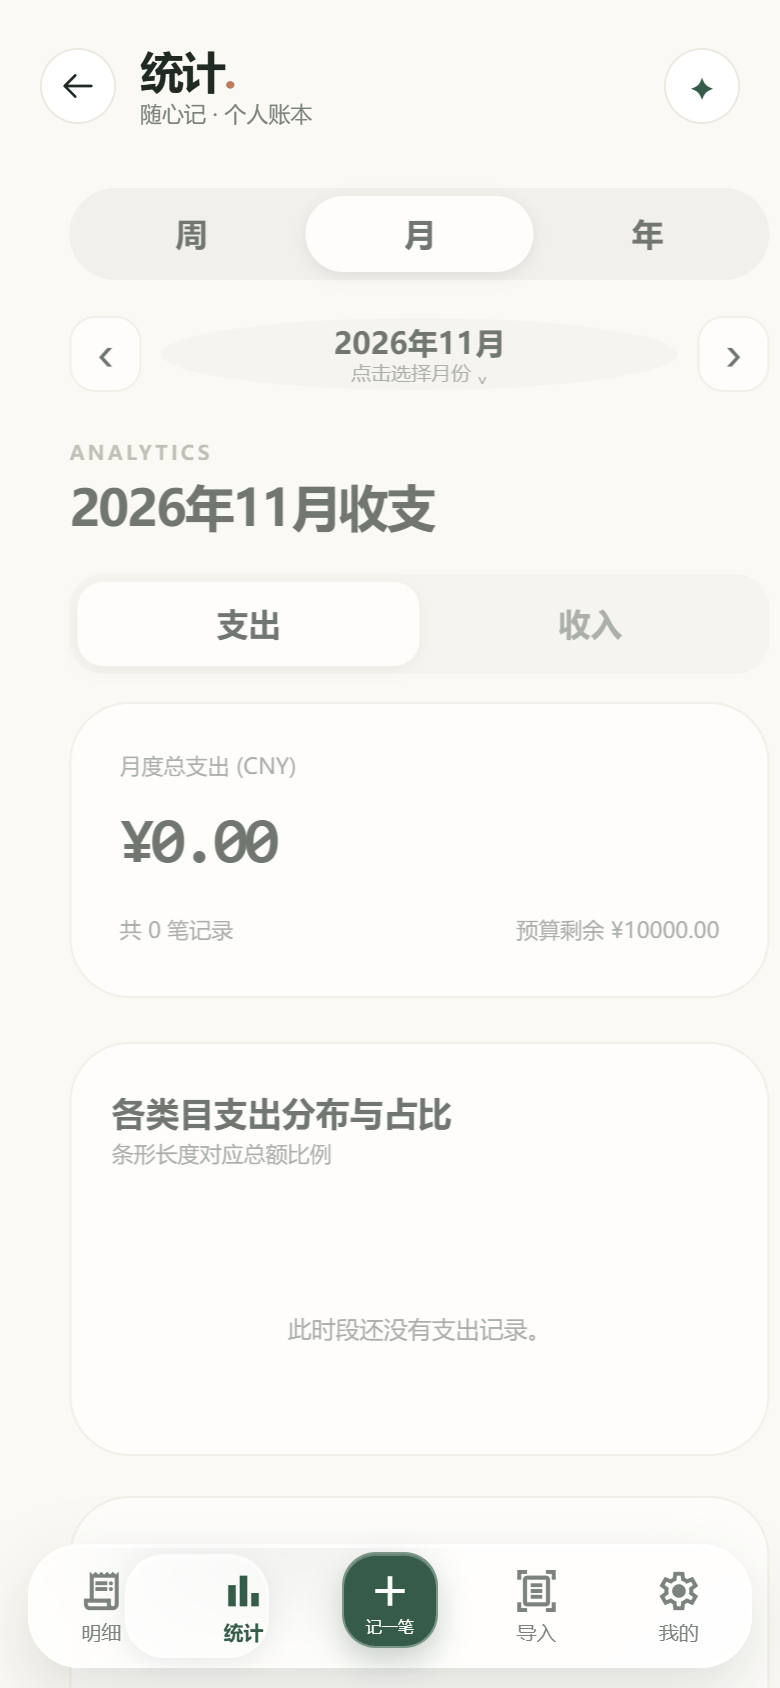 统计.
随心记 · 个人账本
周
月
年
‹
2026年11月
点击选择月份 ˅
›
ANALYTICS
2026年11月收支
支出
收入
月度总支出 (CNY)
¥0.00
共 0 笔记录
预算剩余 ¥10000.00
各类目支出分布与占比
条形长度对应总额比例
此时段还没有支出记录。
明细
统计
记一笔
导入
我的